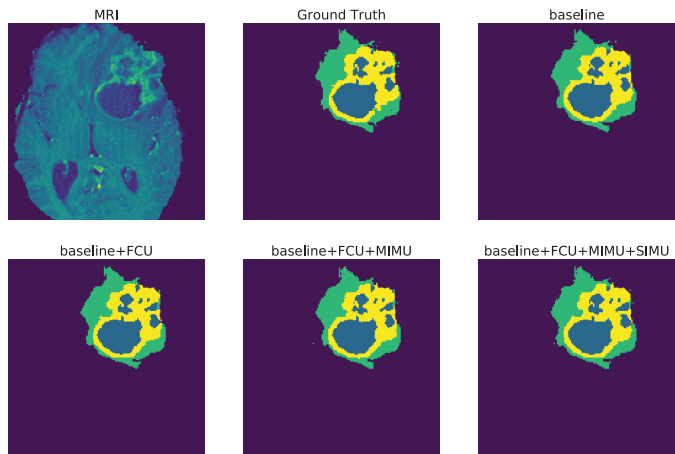 MRI
Ground Truth
baseline
baseline+FCU
baseline+FCU+MIMU
baseline+FCU+MIMU+SIMU